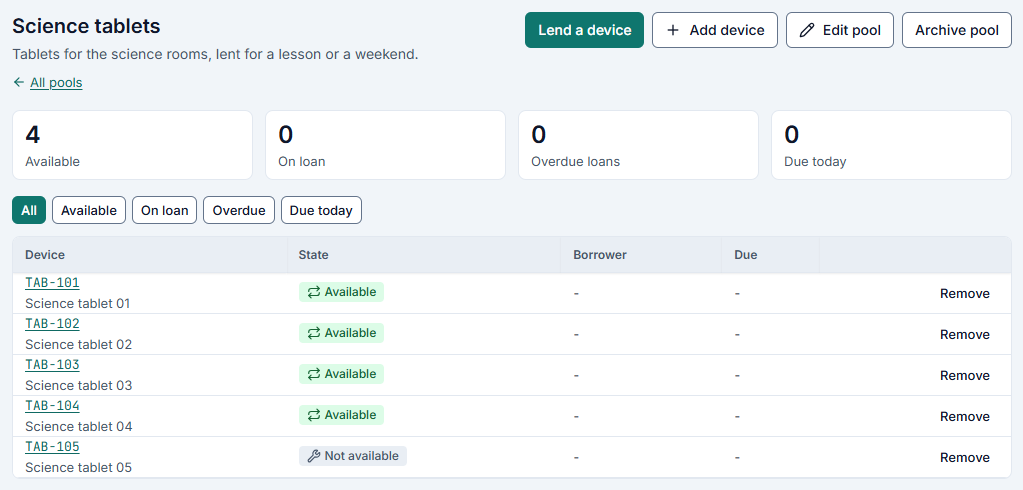 Science tablets
Lend a device
Add device
Edit pool
Archive pool
Tablets for the science rooms, lent for a lesson or a weekend.
← All pools
4
Available
0
On loan
0
Overdue loans
0
Due today
All
Available
On loan
Overdue
Due today
Device State Borrower Due
TAB-101
Science tablet 01
Available - - Remove
TAB-102
Science tablet 02
Available - - Remove
TAB-103
Science tablet 03
Available - - Remove
TAB-104
Science tablet 04
Available - - Remove
TAB-105
Science tablet 05
Not available - - Remove